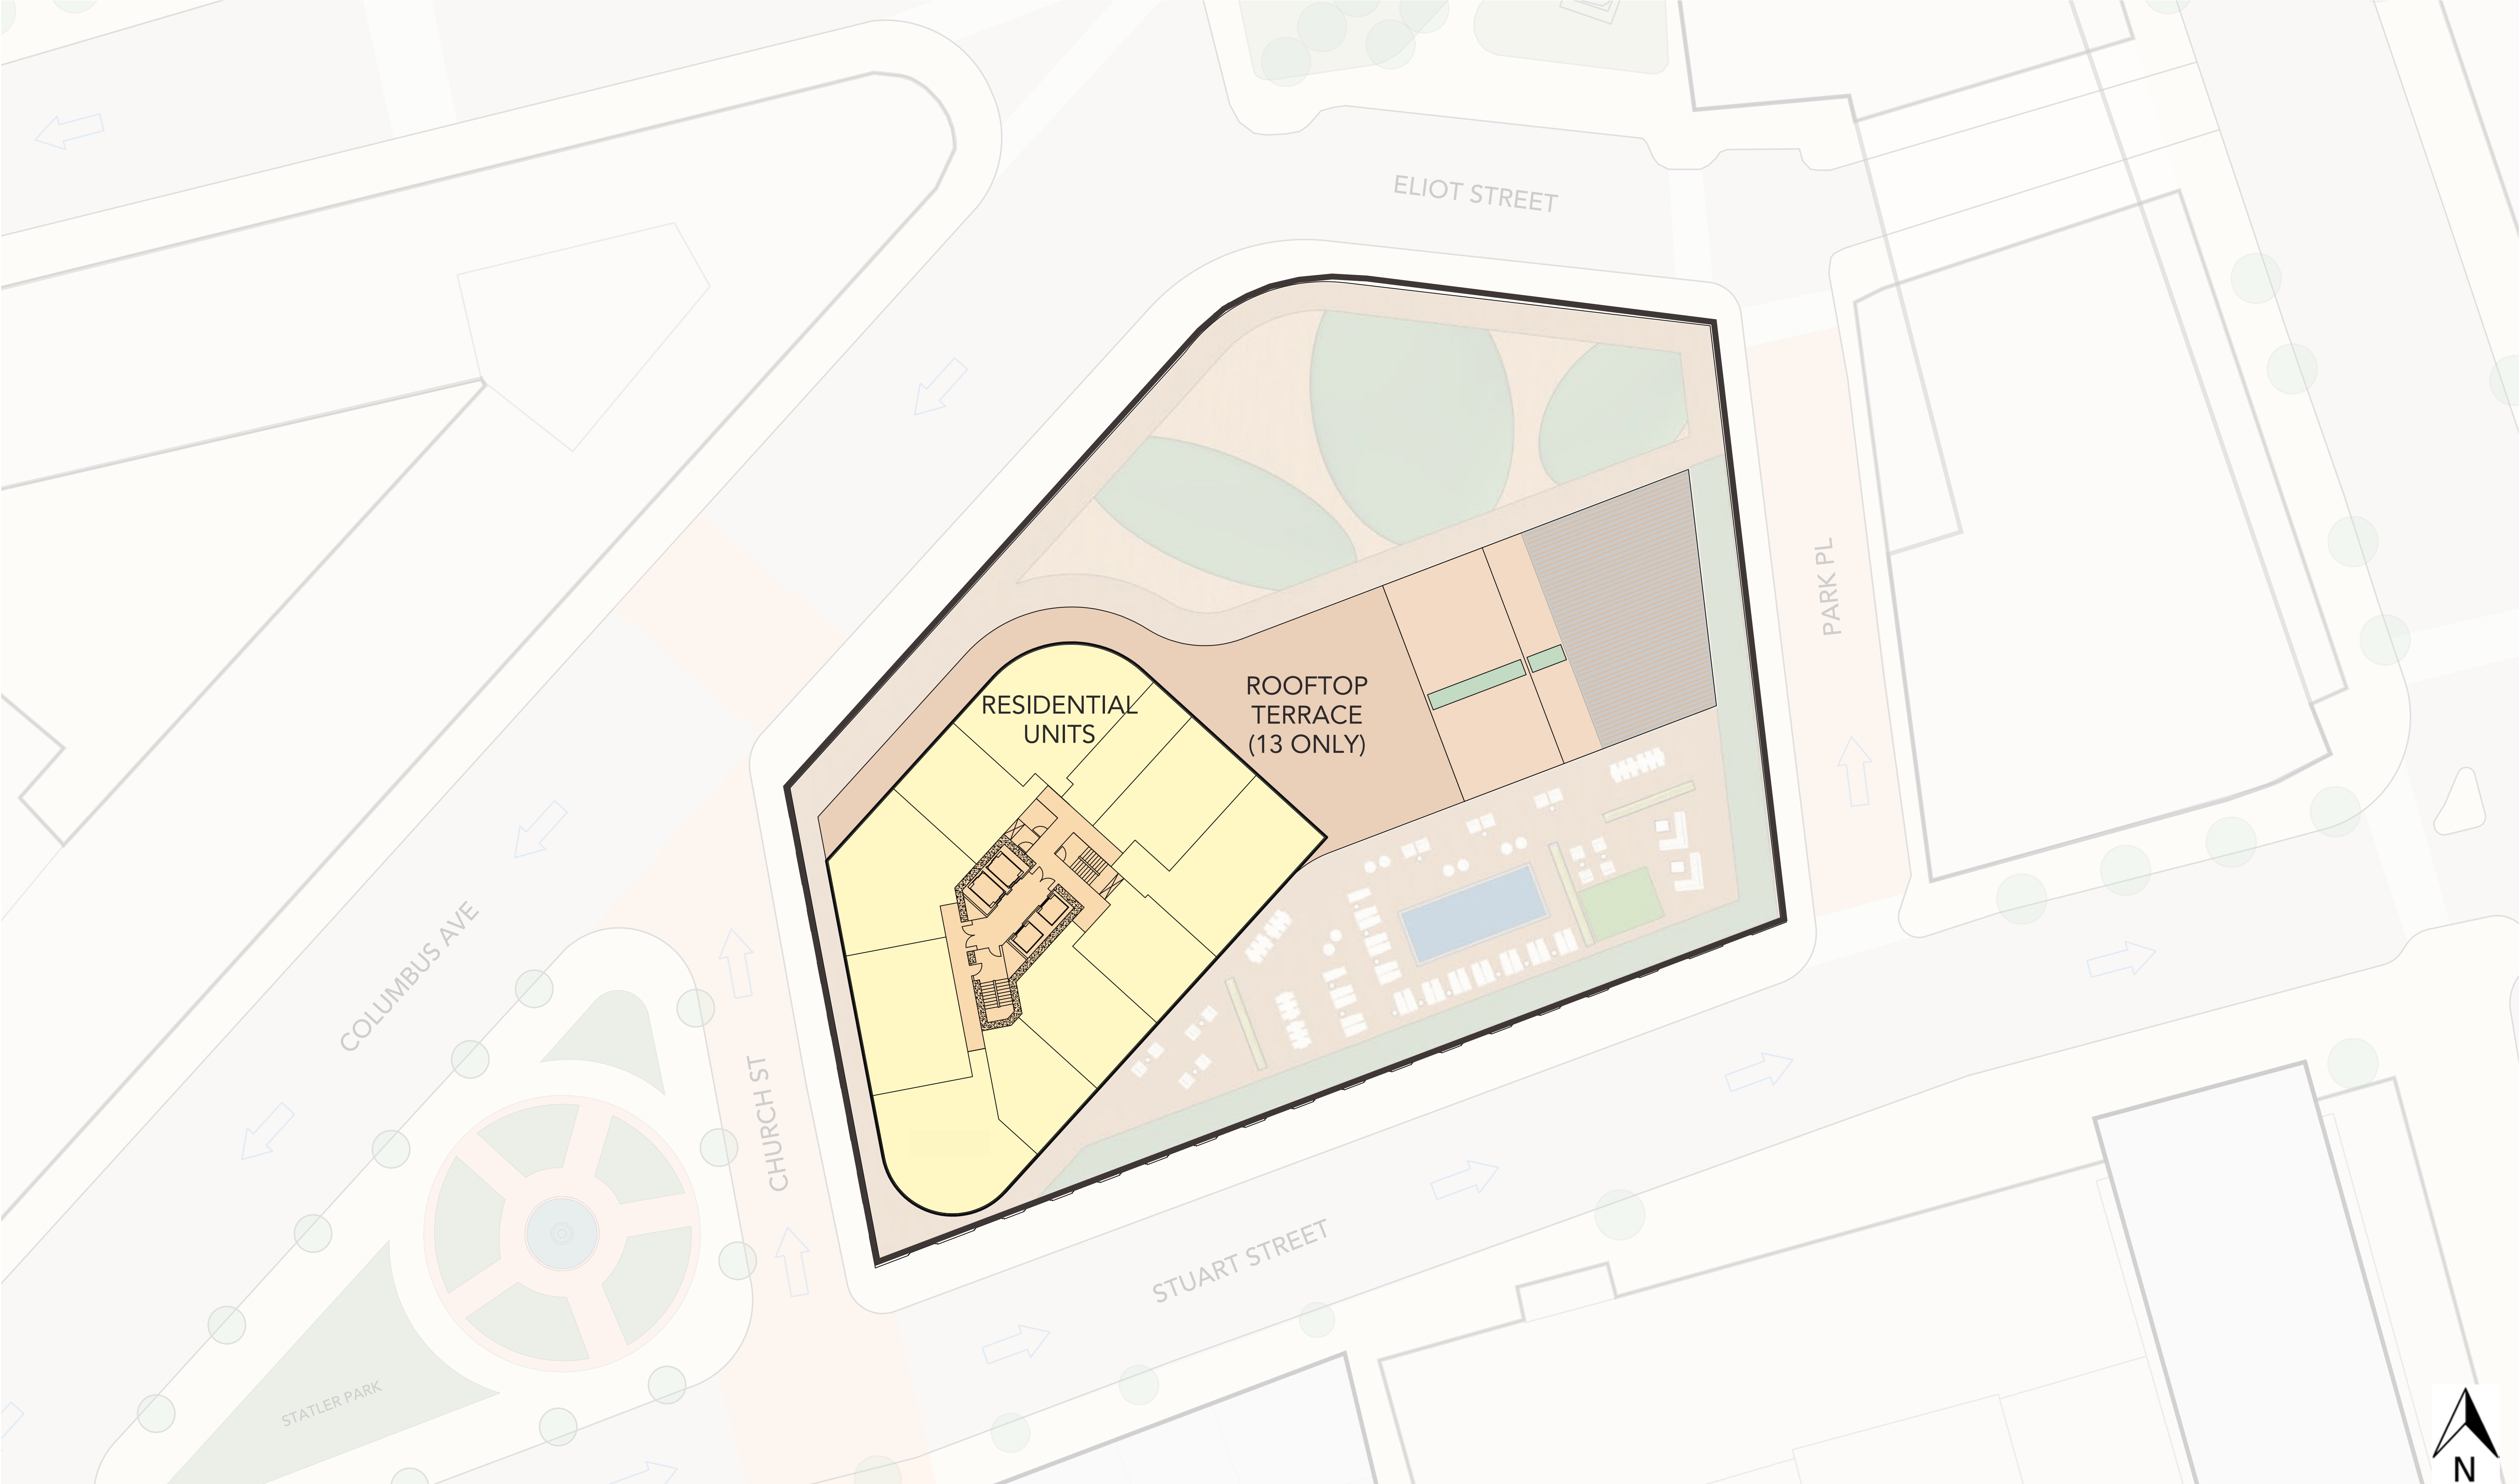 ELIOT STREET
PARK PL
RESIDENTIAL
UNITS
ROOFTOP
TERRACE
(13 ONLY)
COLUMBUS AVE
CHURCH ST
STUART STREET
STATLER PARK
N